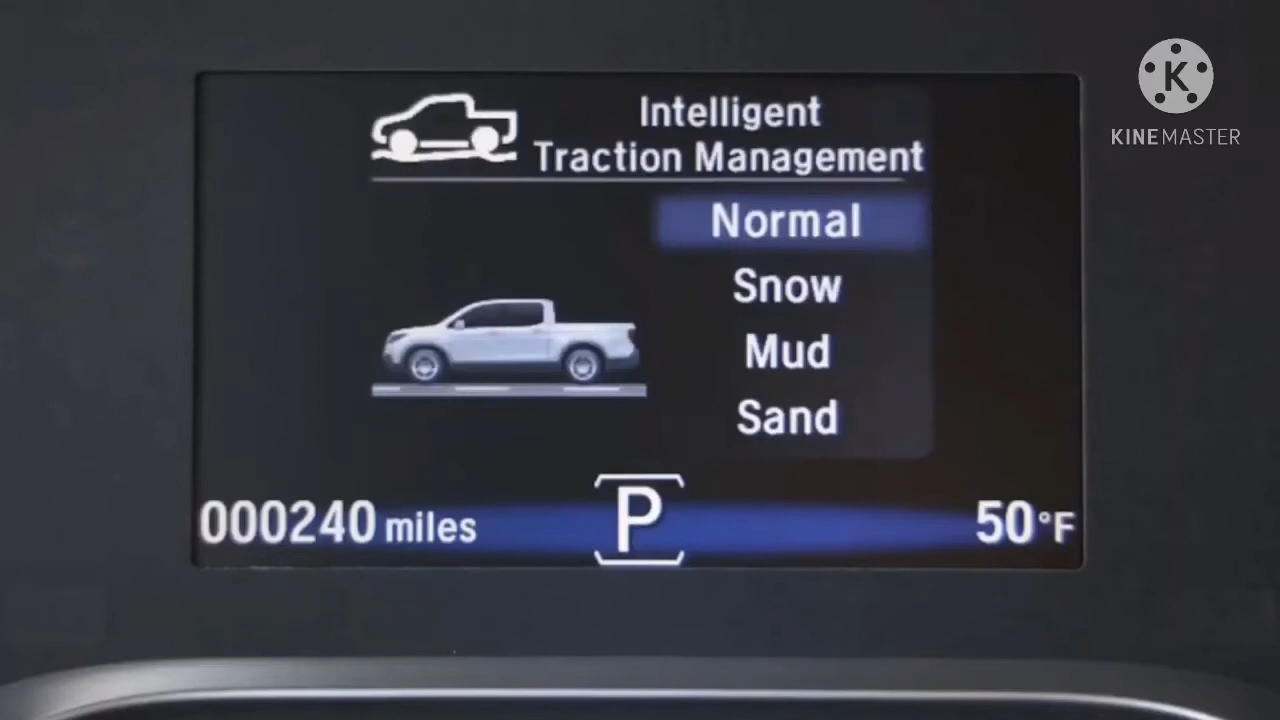 Intelligent
Traction Management
Normal
Snow
Mud
Sand
000240 miles
P
50°F
K
KINEMASTER